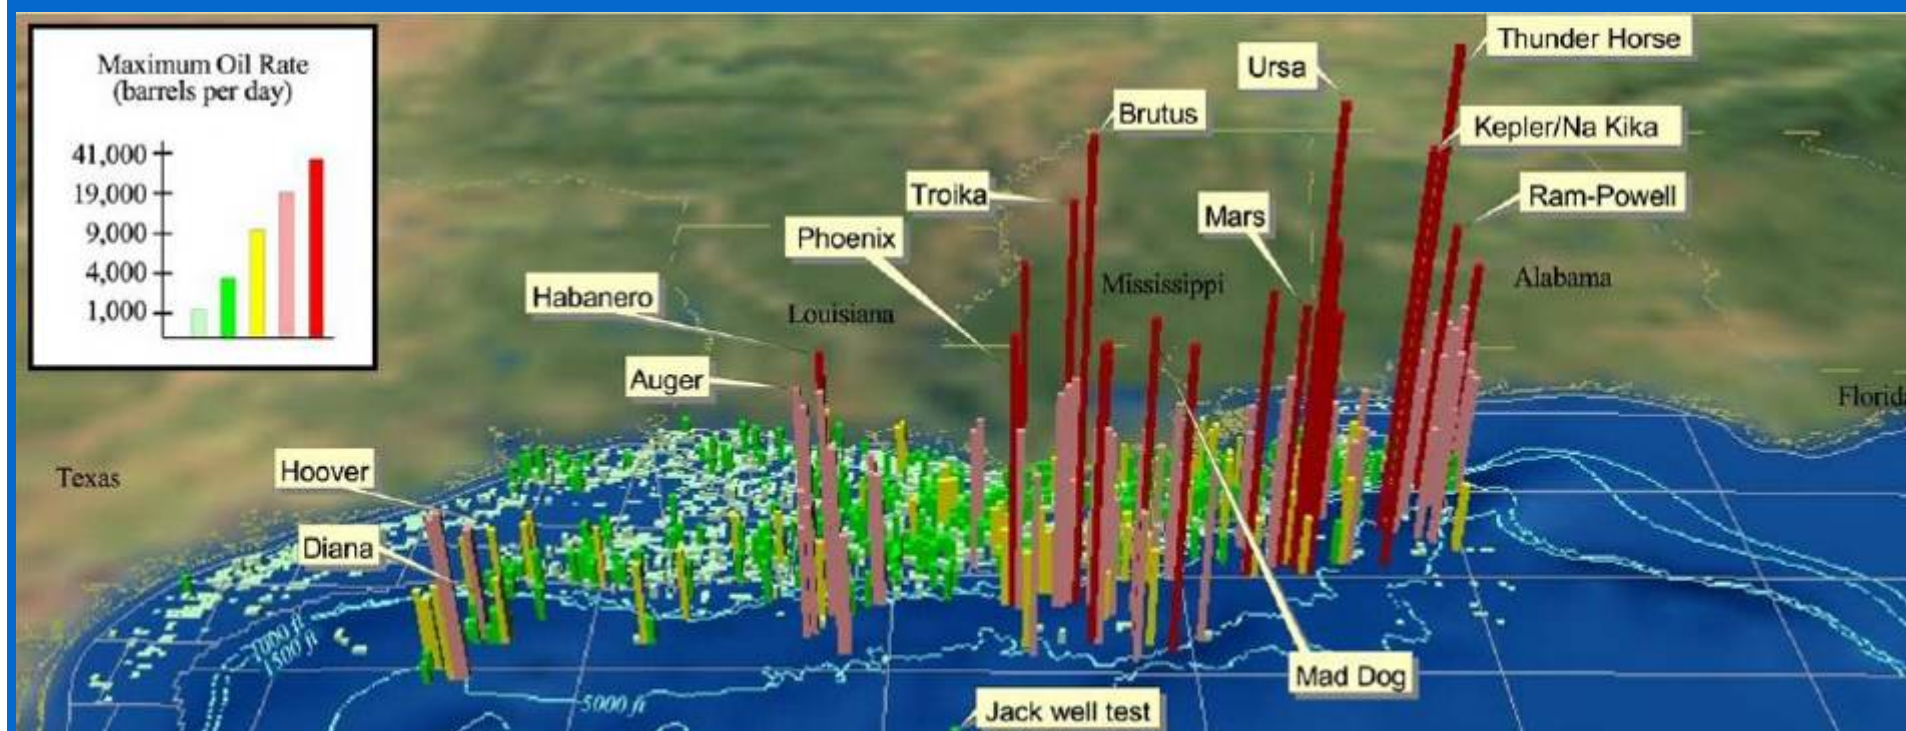 Maximum Oil Rate
(barrels per day)
41,000
19,000
9,000
4,000
1,000
Thunder Horse
Ursa
Brutus
Kepler/Na Kika
Troika
Ram-Powell
Mars
Phoenix
Mississippi
Alabama
Habanero
Louisiana
Auger
Florida
Hoover
Texas
Diana
1000 ft
1500 ft
Mad Dog
5000 ft
Jack well test